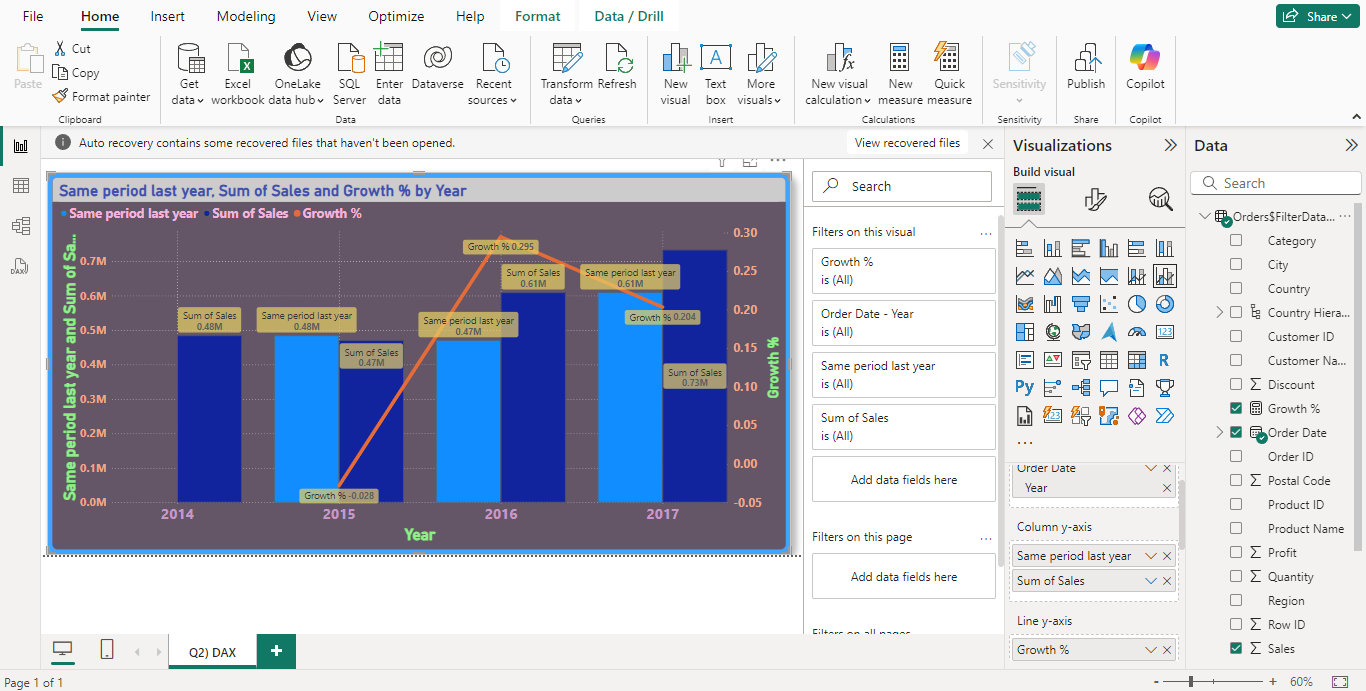 File Home Insert Modeling View Optimize Help Format Data / Drill Share
Paste Cut
Copy
Format painter
Get data Excel workbook OneLake data hub SQL Server Enter data Dataverse Recent sources Transform data Refresh New visual Text box More visuals New visual calculation New measure Quick measure Sensitivity Publish Copilot
Clipboard Data Queries Insert Calculations Sensitivity Share Copilot
Auto recovery contains some recovered files that haven't been opened. View recovered files
Same period last year, Sum of Sales and Growth % by Year
Same period last year Sum of Sales Growth %
Same period last year and Sum of Sa...
0.7M
0.6M
0.5M
0.4M
0.3M
0.2M
0.1M
0.0M
Sum of Sales
0.48M
Same period last year
0.48M
Sum of Sales
0.47M
Growth % -0.028
Same period last year
0.47M
Growth % 0.295
Sum of Sales
0.61M
Same period last year
0.61M
Growth % 0.204
Sum of Sales
0.73M
0.30
0.25
0.20
0.15
0.10
0.05
0.00
-0.05
Growth %
2014 2015 2016 2017
Year
Search
Filters on this visual
Growth %
is (All)
Order Date - Year
is (All)
Same period last year
is (All)
Sum of Sales
is (All)
Add data fields here
Filters on this page
Add data fields here
Filters on all pages
Visualizations
Build visual
A
123
R
Py
123
...
Order Date
Year
Column y-axis
Same period last year
Sum of Sales
Line y-axis
Growth %
Data
Search
Orders$FilterData...
Category
City
Country
Country Hiera...
Customer ID
Customer Na...
Discount
Growth %
Order Date
Order ID
Postal Code
Product ID
Product Name
Profit
Quantity
Region
Row ID
Sales
Q2) DAX +
Page 1 of 1 - + 60%